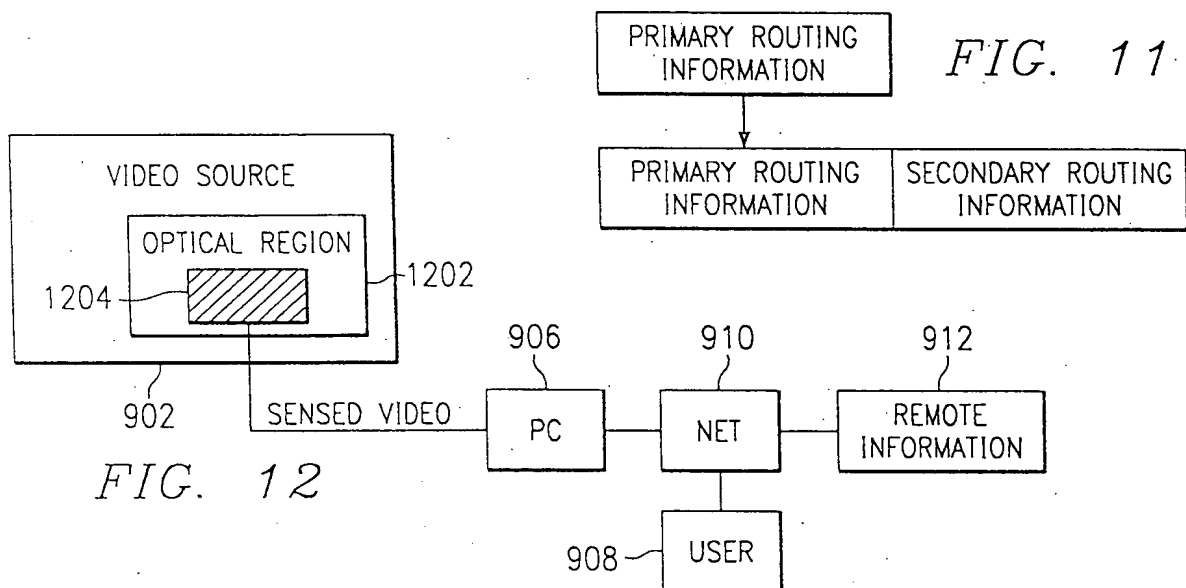 PRIMARY ROUTING
INFORMATION
FIG. 11
PRIMARY ROUTING
INFORMATION
SECONDARY ROUTING
INFORMATION
VIDEO SOURCE
OPTICAL REGION
1204
1202
902
SENSED VIDEO
906
PC
910
NET
912
REMOTE
INFORMATION
908
USER
FIG. 12